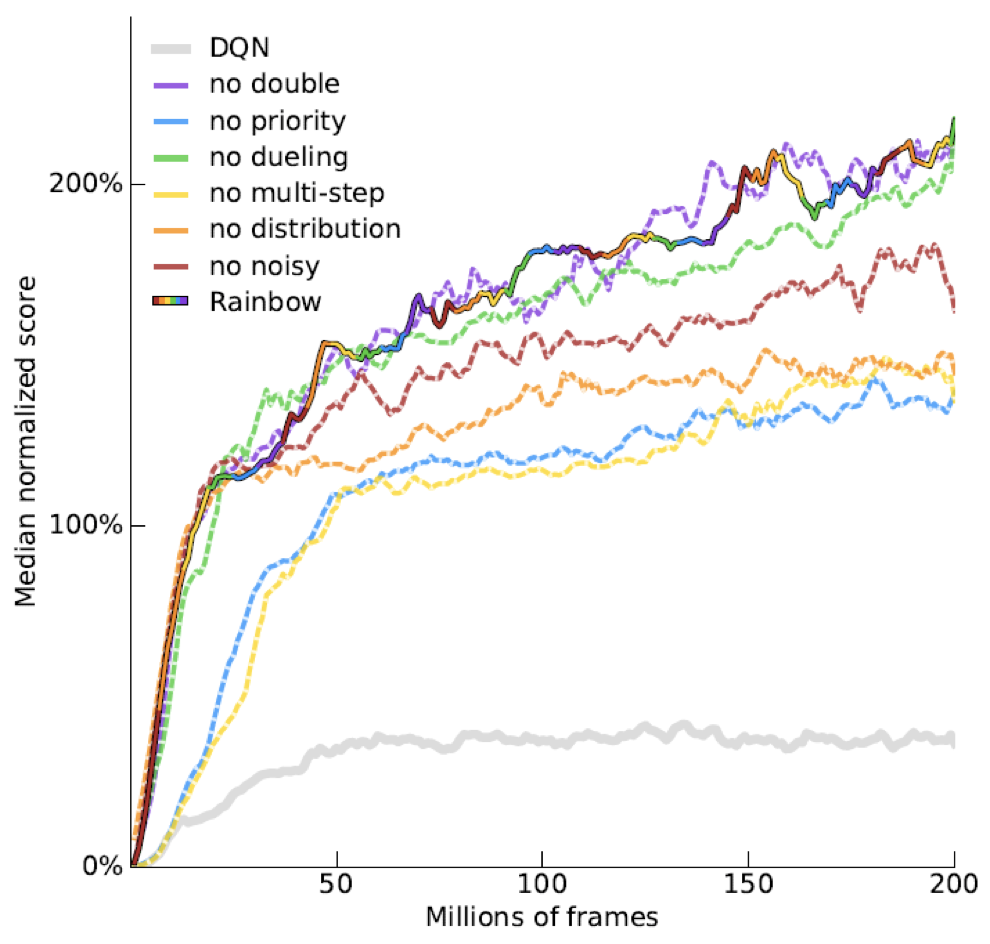 DQN
no double
no priority
no dueling
no multi-step
no distribution
no noisy
Rainbow
200%
100%
0%
Median normalized score
50
100
150
200
Millions of frames